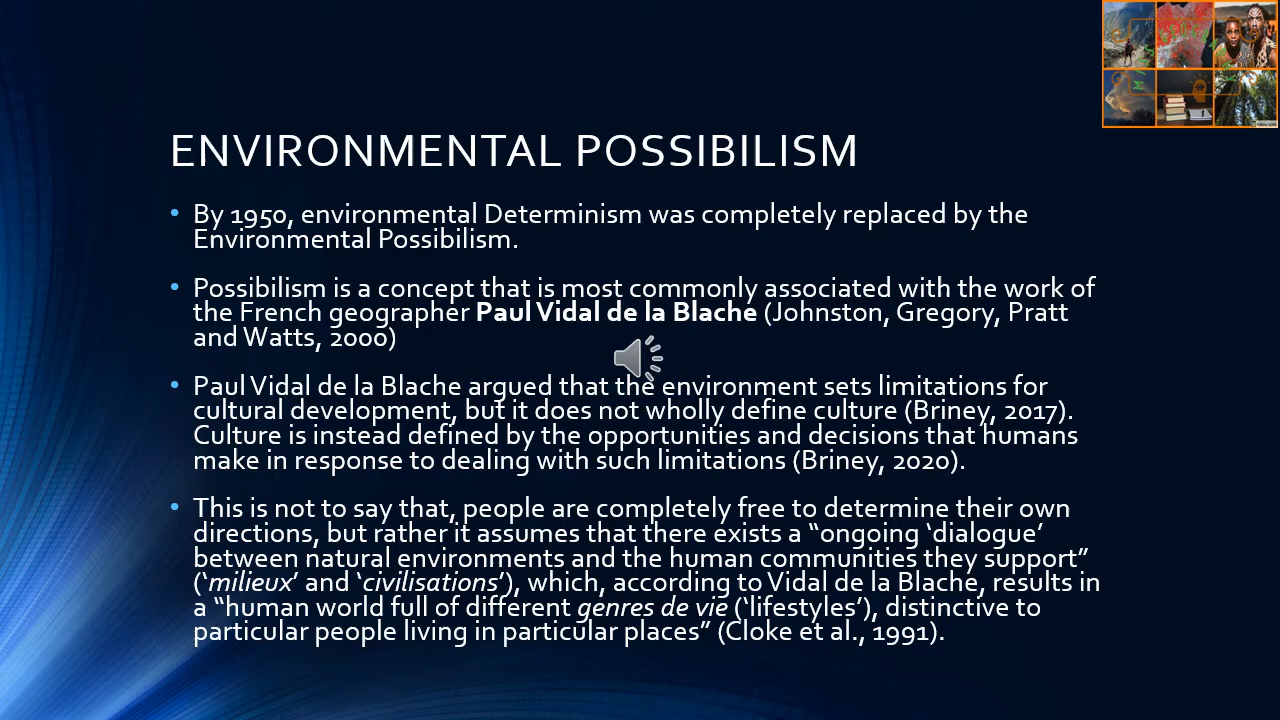 ENVIRONMENTAL POSSIBILISM
• By 1950, environmental Determinism was completely replaced by the
Environmental Possibilism.
• Possibilism is a concept that is most commonly associated with the work of
the French geographer Paul Vidal de la Blache (Johnston, Gregory, Pratt
and Watts, 2000)
• Paul Vidal de la Blache argued that the environment sets limitations for
cultural development, but it does not wholly define culture (Briney, 2017).
Culture is instead defined by the opportunities and decisions that humans
make in response to dealing with such limitations (Briney, 2020).
• This is not to say that, people are completely free to determine their own
directions, but rather it assumes that there exists a “ongoing ‘dialogue’
between natural environments and the human communities they support”
(‘milieux’ and ‘civilisations’), which, according to Vidal de la Blache, results in
a “human world full of different genres de vie (‘lifestyles’), distinctive to
particular people living in particular places” (Cloke et al., 1991).